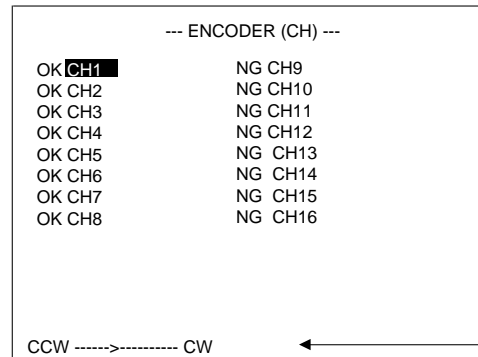 --- ENCODER (CH) ---
OK CH1 NG CH9
OK CH2 NG CH10
OK CH3 NG CH11
OK CH4 NG CH12
OK CH5 NG CH13
OK CH6 NG CH14
OK CH7 NG CH15
OK CH8 NG CH16
CCW ------>---------- CW